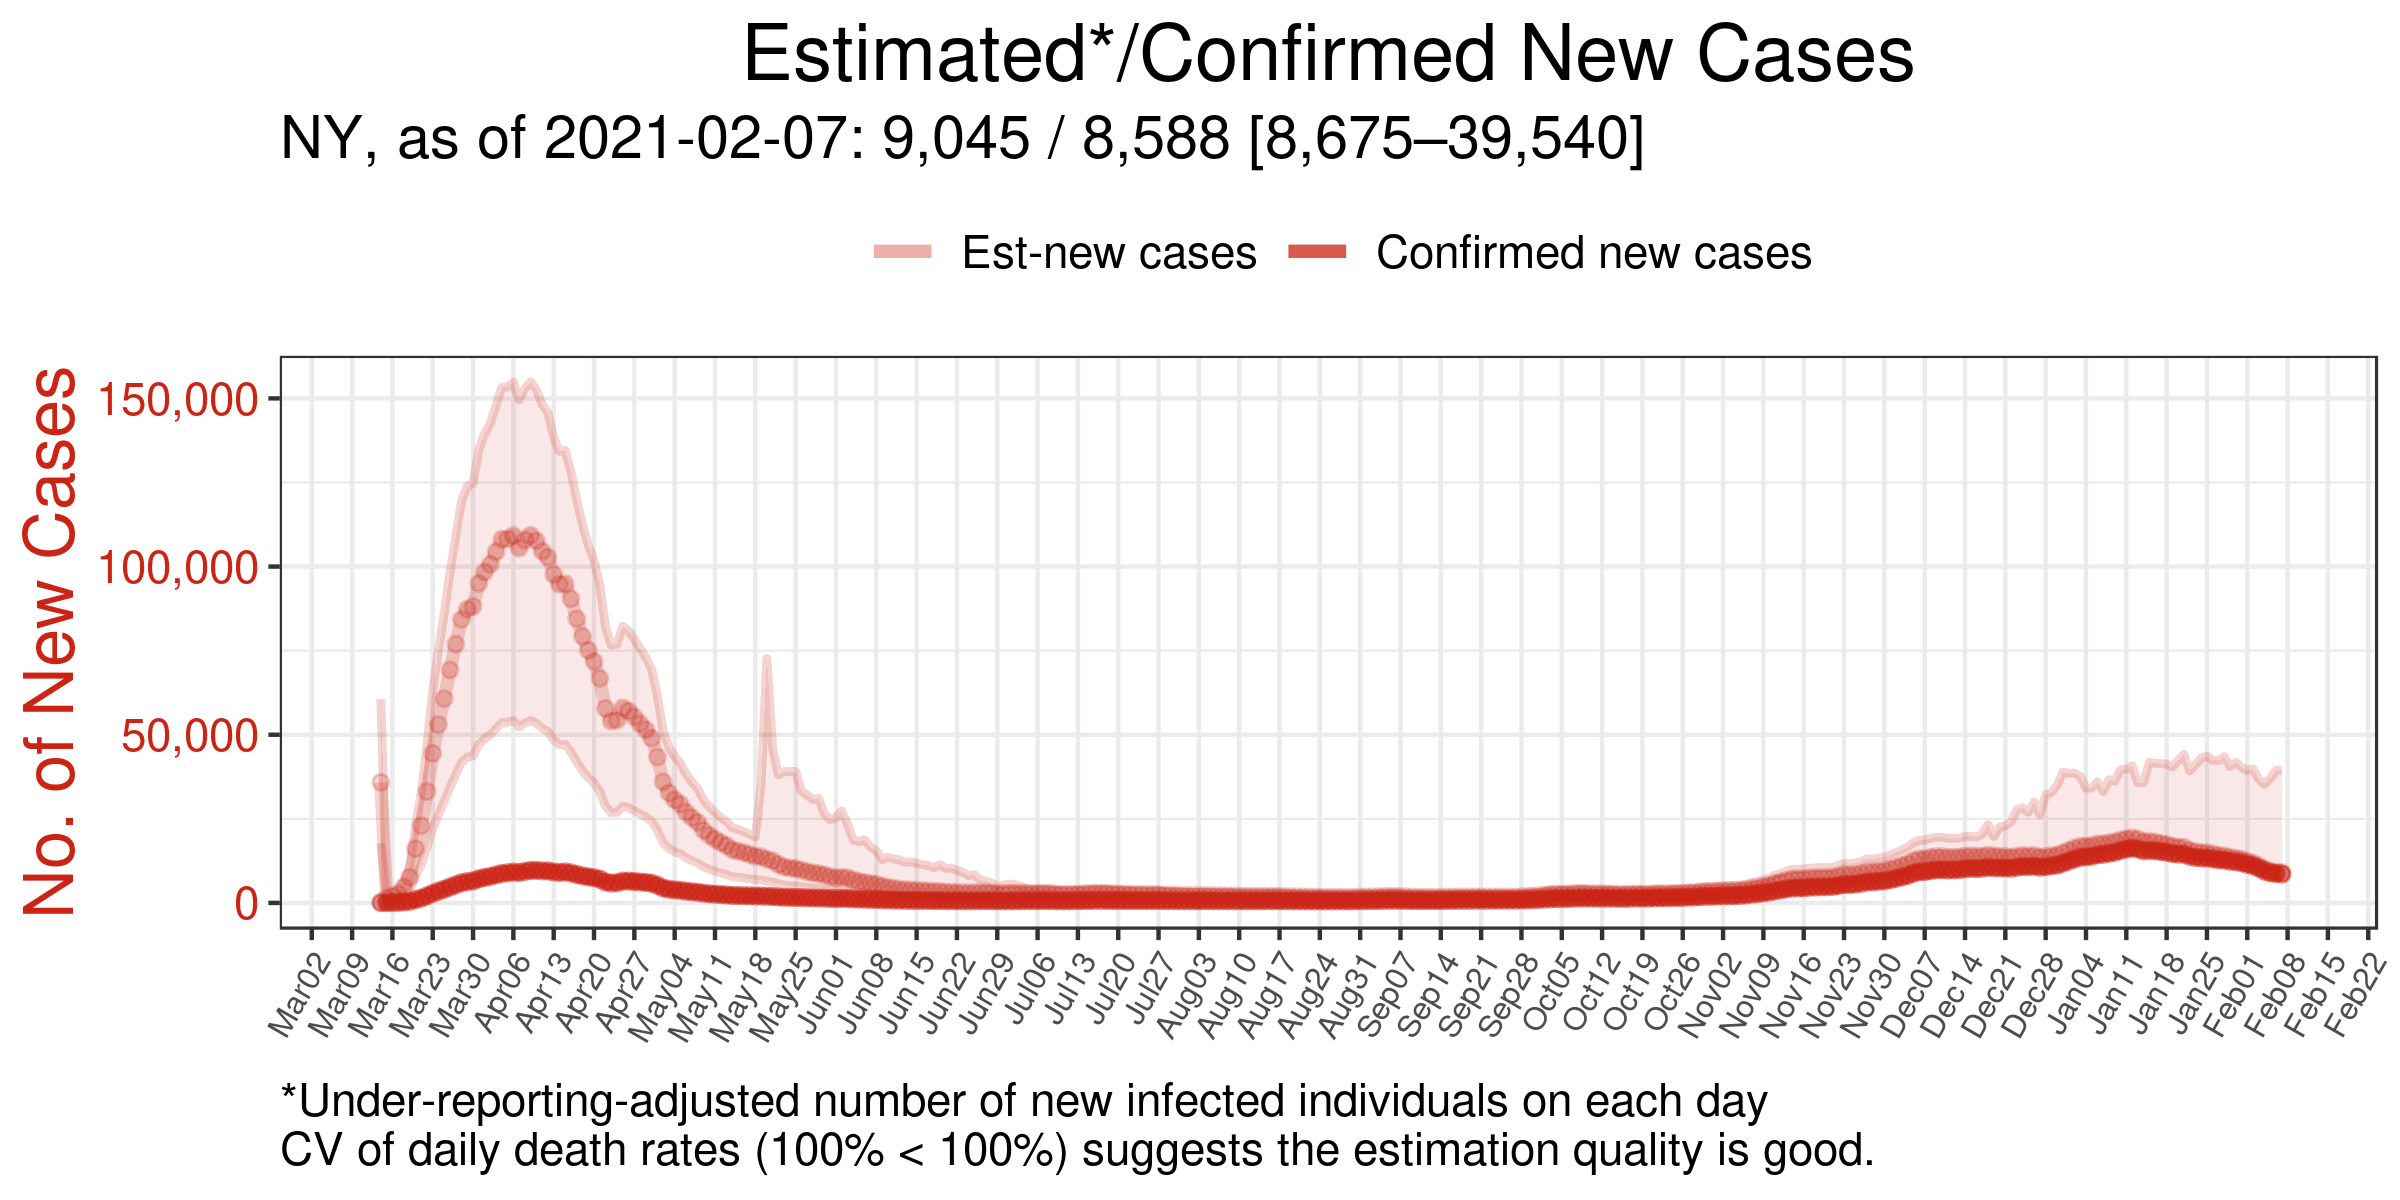 Estimated*/Confirmed New Cases
NY, as of 2021-02-07: 9,045 / 8,588 [8,675–39,540]
Est-new cases Confirmed new cases
No. of New Cases
150,000
100,000
50,000
0
Mar02 Mar09 Mar16 Mar23 Mar30 Apr06 Apr13 Apr20 Apr27 May04 May11 May18 May25 Jun01 Jun08 Jun15 Jun22 Jun29 Jul06 Jul13 Jul20 Jul27 Aug03 Aug10 Aug17 Aug24 Aug31 Sep07 Sep14 Sep21 Sep28 Oct05 Oct12 Oct19 Oct26 Nov02 Nov09 Nov16 Nov23 Nov30 Dec07 Dec14 Dec21 Dec28 Jan04 Jan11 Jan18 Jan25 Feb01 Feb08 Feb15 Feb22
*Under-reporting-adjusted number of new infected individuals on each day
CV of daily death rates (100% < 100%) suggests the estimation quality is good.